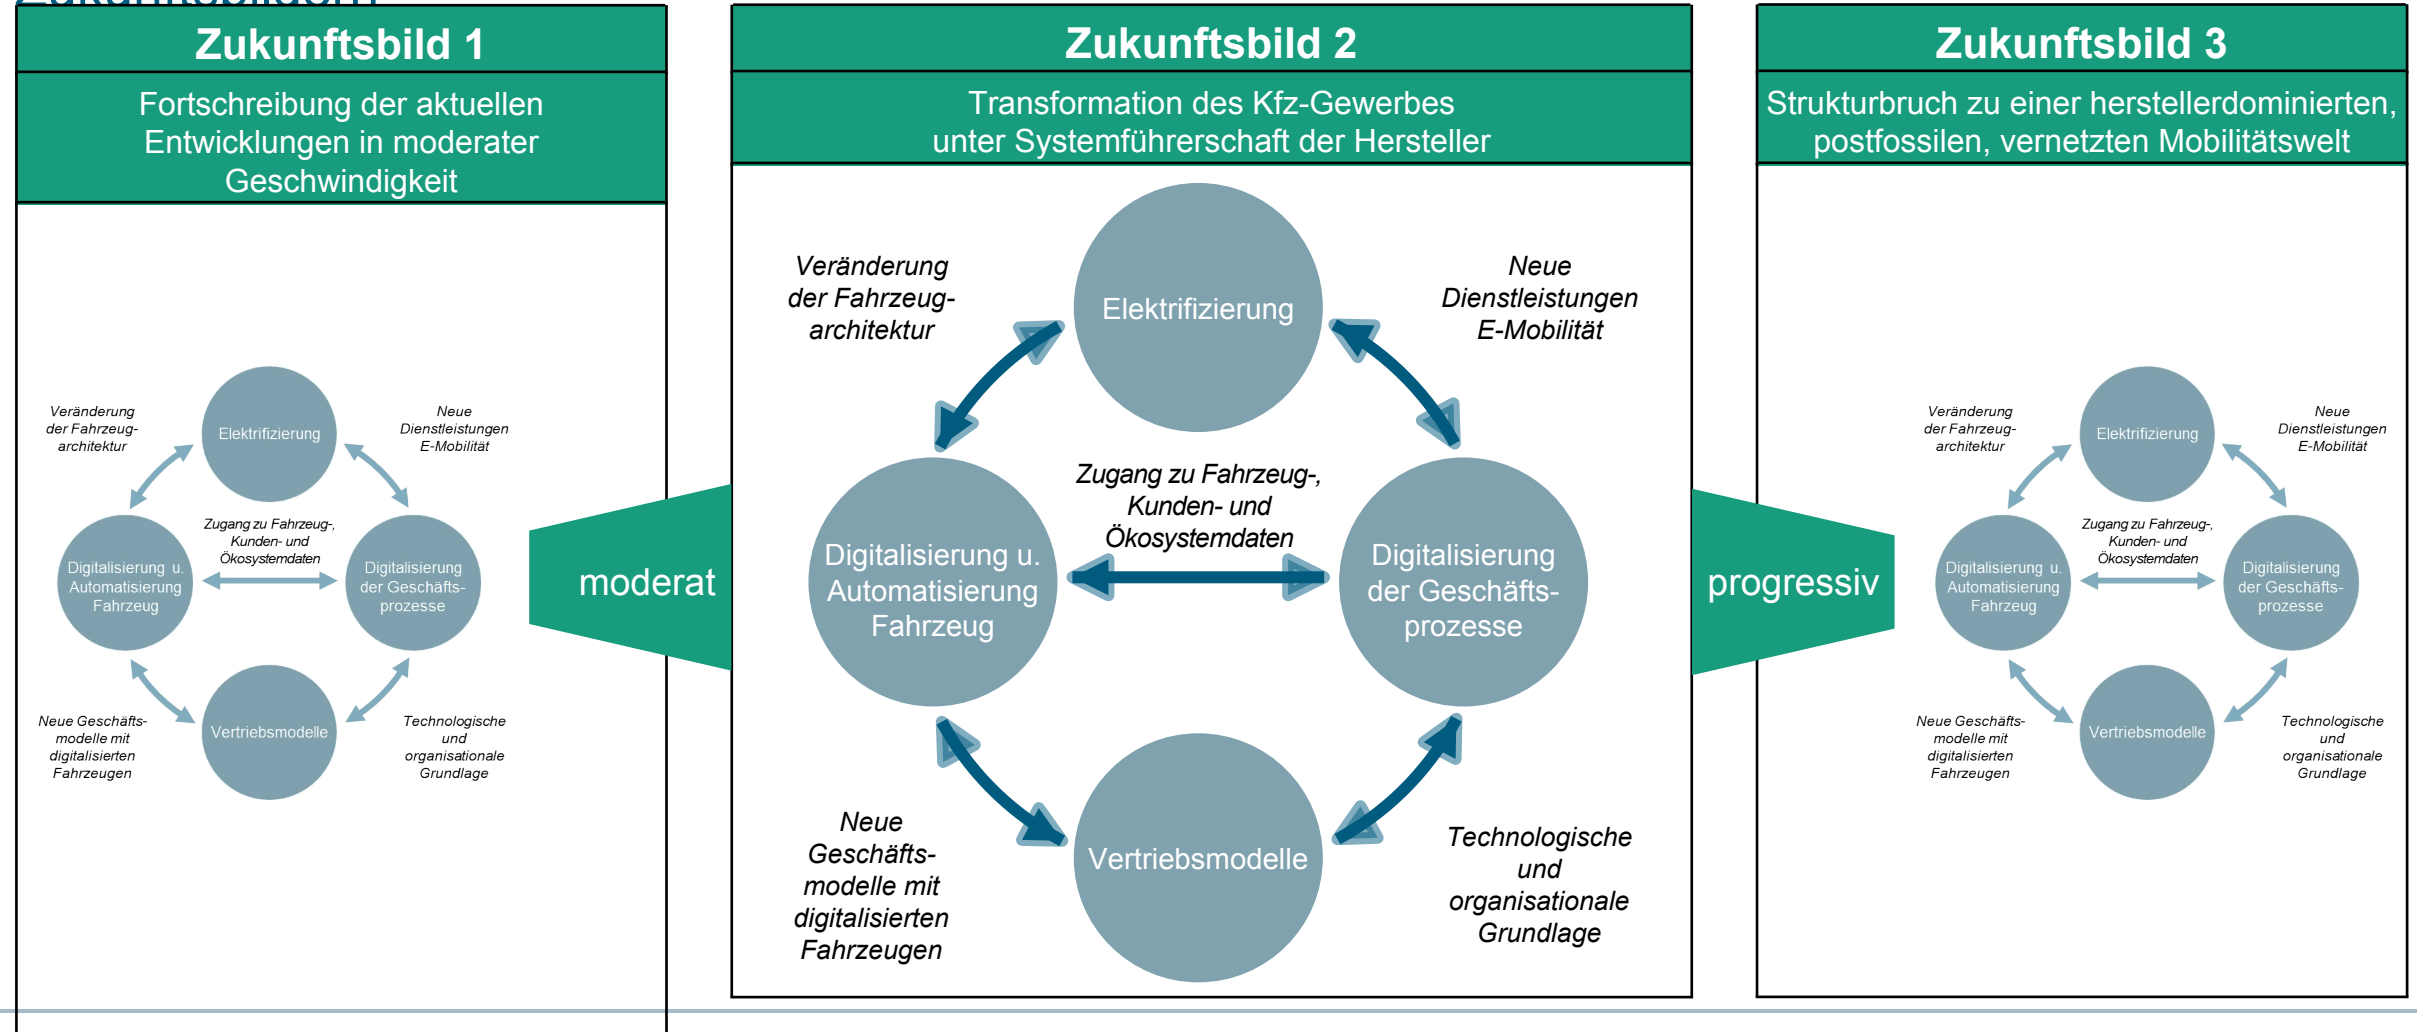 Zukunftsbildern
Zukunftsbild 1
Fortschreibung der aktuellen
Entwicklungen in moderater
Geschwindigkeit
Veränderung
der Fahrzeug-
architektur
Elektrifizierung
Neue
Dienstleistungen
E-Mobilität
Zugang zu Fahrzeug-,
Kunden- und
Ökosystemdaten
Digitalisierung u.
Automatisierung
Fahrzeug
Digitalisierung
der Geschäfts-
prozesse
Neue Geschäfts-
modelle mit
digitalisierten
Fahrzeugen
Vertriebsmodelle
Technologische
und
organisationale
Grundlage
moderat
Zukunftsbild 2
Transformation des Kfz-Gewerbes
unter Systemführerschaft der Hersteller
Veränderung
der Fahrzeug-
architektur
Elektrifizierung
Neue
Dienstleistungen
E-Mobilität
Zugang zu Fahrzeug-,
Kunden- und
Ökosystemdaten
Digitalisierung u.
Automatisierung
Fahrzeug
Digitalisierung
der Geschäfts-
prozesse
Neue
Geschäfts-
modelle mit
digitalisierten
Fahrzeugen
Vertriebsmodelle
Technologische
und
organisationale
Grundlage
progressiv
Zukunftsbild 3
Strukturbruch zu einer herstellerdominierten,
postfossilen, vernetzten Mobilitätswelt
Veränderung
der Fahrzeug-
architektur
Elektrifizierung
Neue
Dienstleistungen
E-Mobilität
Zugang zu Fahrzeug-,
Kunden- und
Ökosystemdaten
Digitalisierung u.
Automatisierung
Fahrzeug
Digitalisierung
der Geschäfts-
prozesse
Neue Geschäfts-
modelle mit
digitalisierten
Fahrzeugen
Vertriebsmodelle
Technologische
und
organisationale
Grundlage